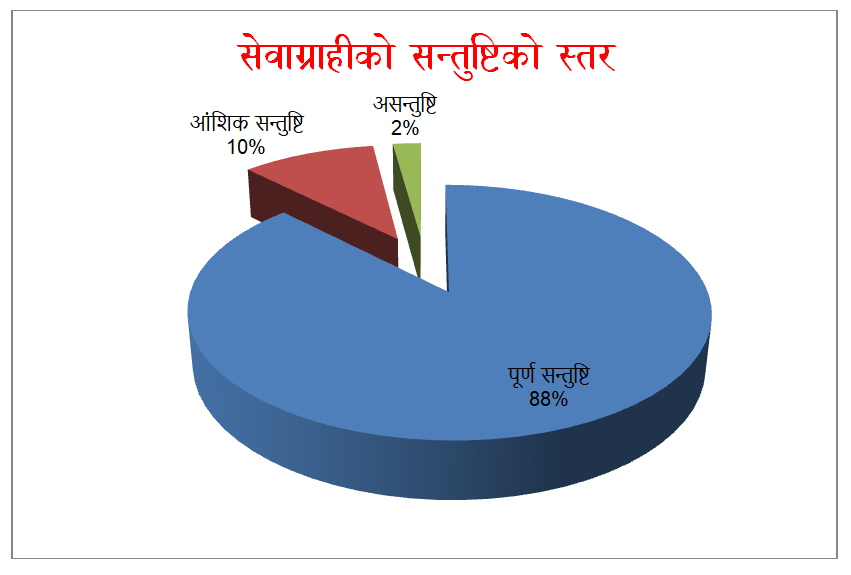 सेवाग्राहीको सन्तुष्टिको स्तर
असन्तुष्टि
2%
आंशिक सन्तुष्टि
10%
पूर्ण सन्तुष्टि
88%